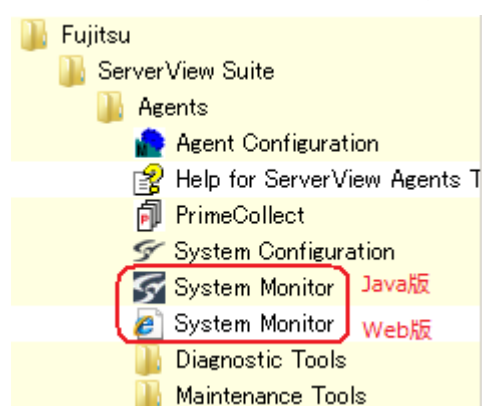 Fujitsu
ServerView Suite
Agents
Agent Configuration
Help for ServerView Agents T
PrimeCollect
System Configuration
System Monitor Java版
System Monitor Web版
Diagnostic Tools
Maintenance Tools